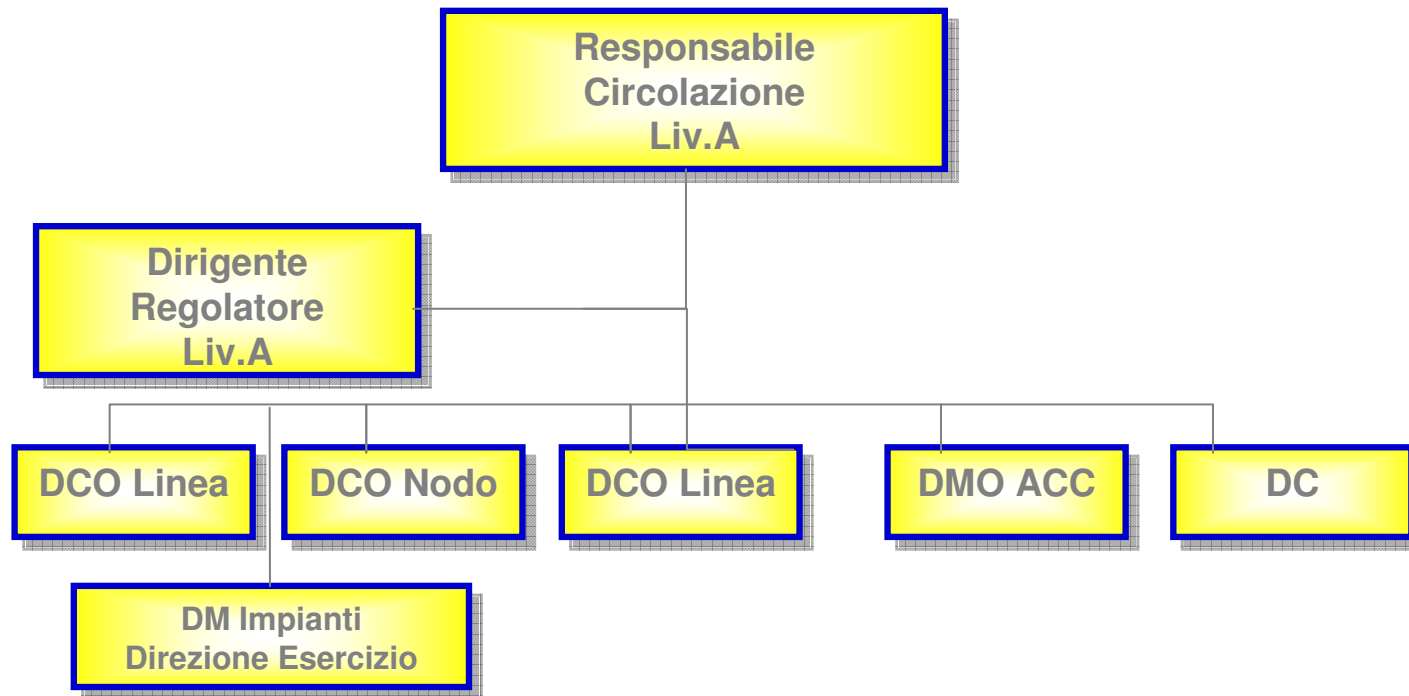 Responsabile
Circolazione
Liv.A
Dirigente
Regolatore
Liv.A
DCO Linea
DCO Nodo
DCO Linea
DMO ACC
DC
DM Impianti
Direzione Esercizio